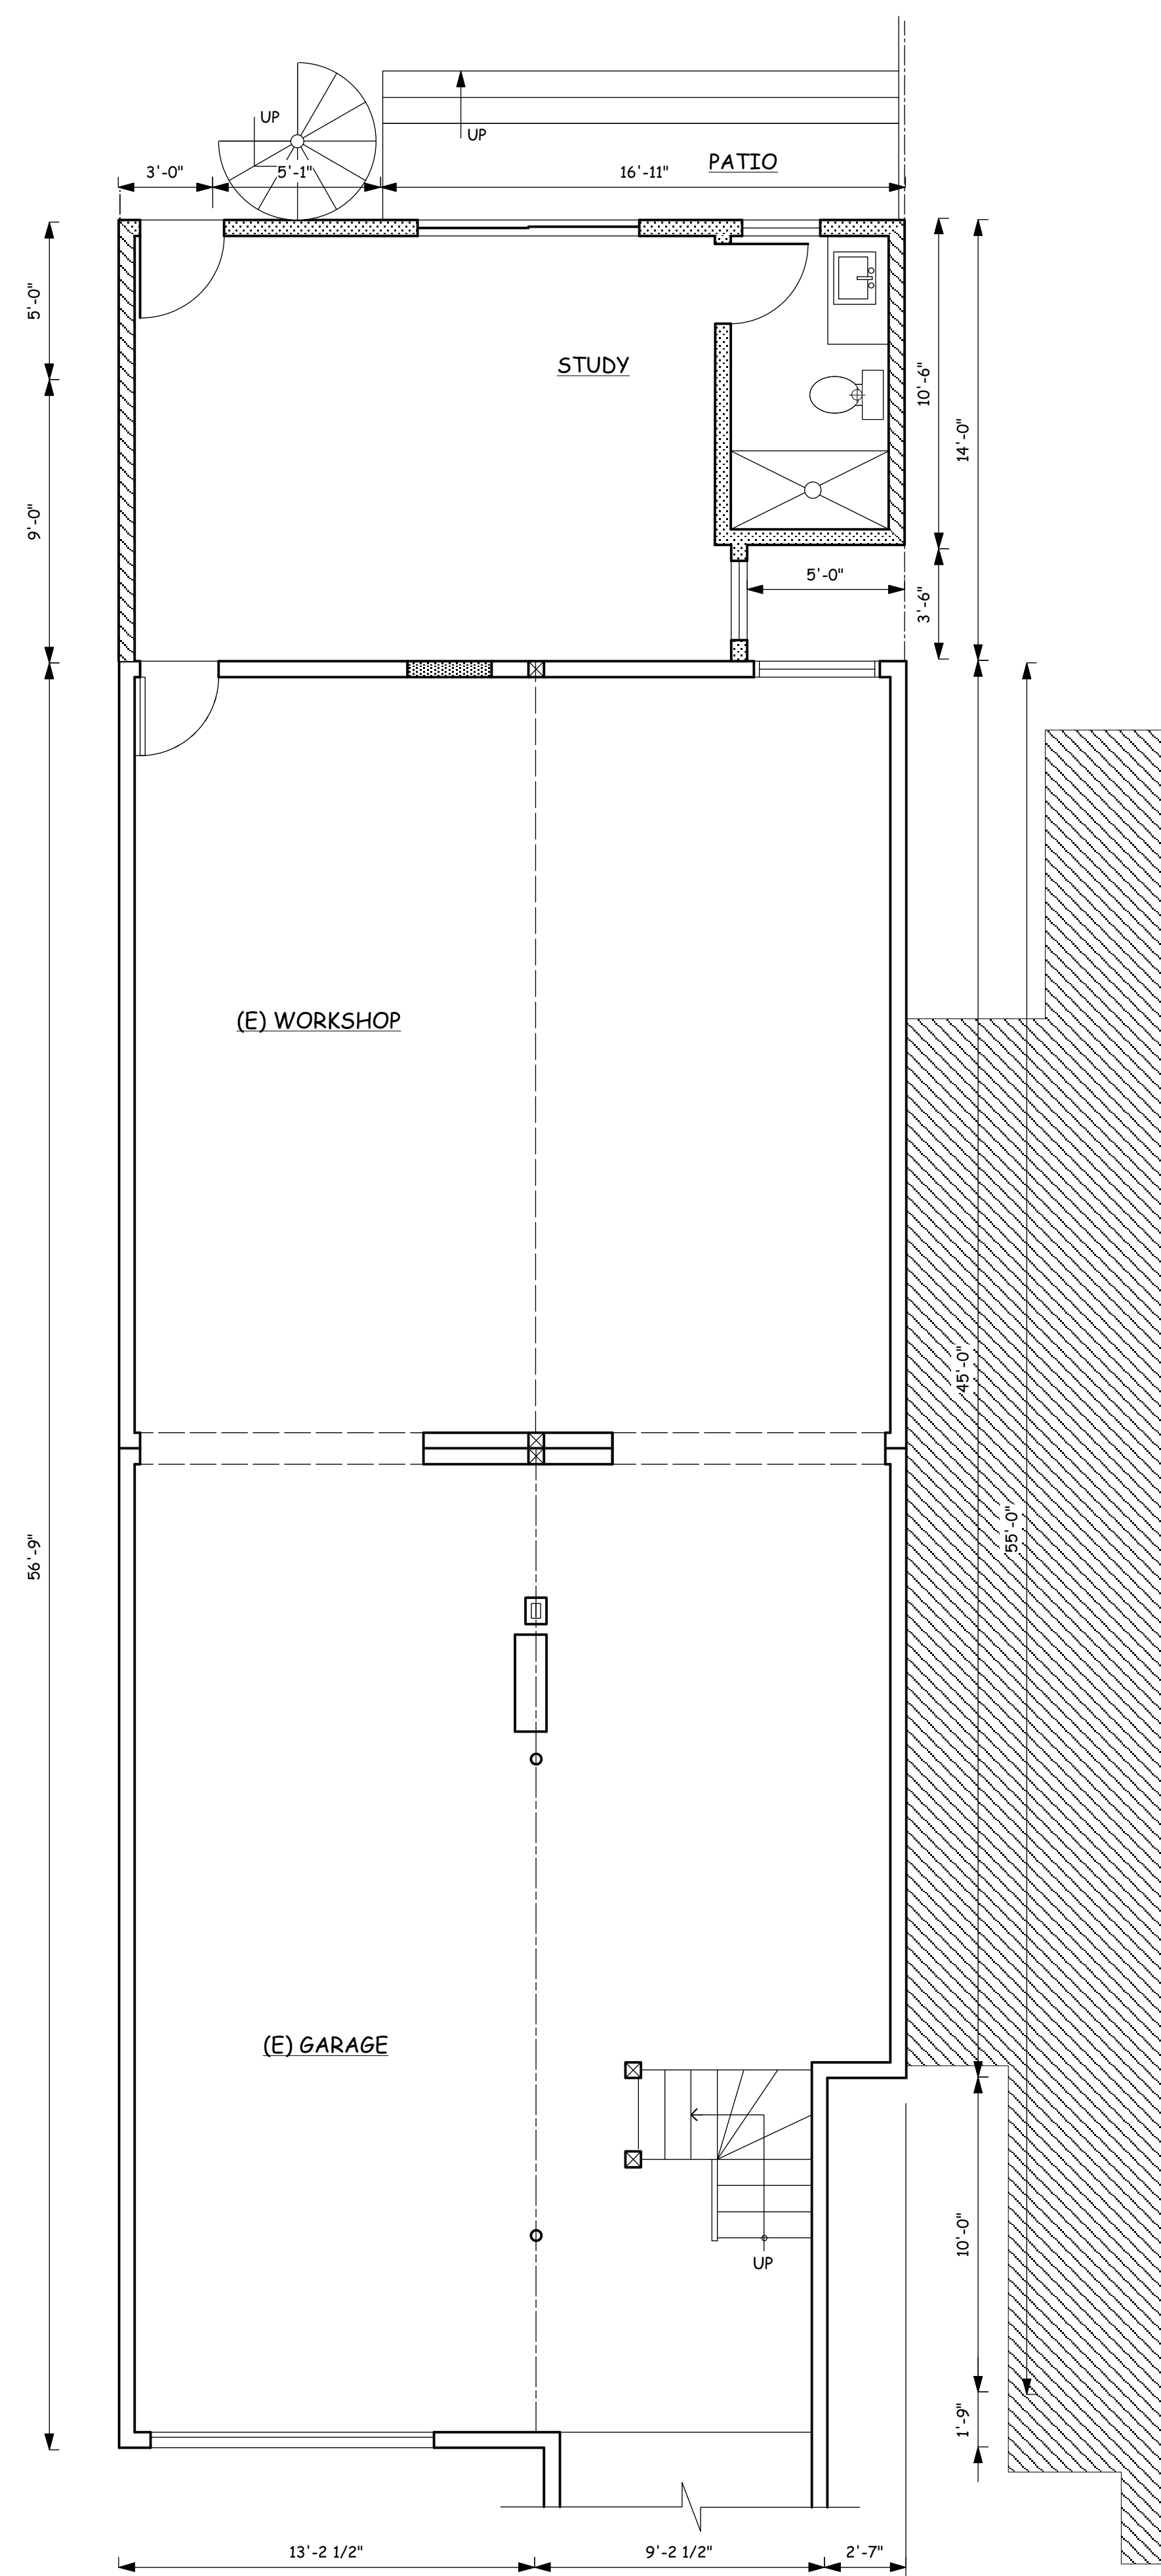 UP
UP
PATIO
3'-0"
5'-1"
16'-11"
5'-0"
STUDY
10'-6"
14'-0"
9'-0"
5'-0"
3'-6"
(E) WORKSHOP
45'-0"
55'-0"
56'-9"
(E) GARAGE
10'-0"
UP
1'-9"
13'-2 1/2"
9'-2 1/2"
2'-7"